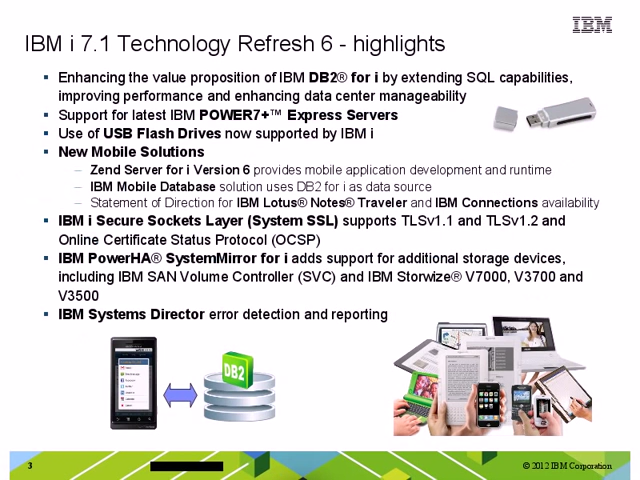 IBM
IBM i 7.1 Technology Refresh 6 - highlights
Enhancing the value proposition of IBM DB2® for i by extending SQL capabilities,
improving performance and enhancing data center manageability
Support for latest IBM POWER7+™ Express Servers
Use of USB Flash Drives now supported by IBM i
New Mobile Solutions
– Zend Server for i Version 6 provides mobile application development and runtime
– IBM Mobile Database solution uses DB2 for i as data source
– Statement of Direction for IBM Lotus® Notes® Traveler and IBM Connections availability
IBM i Secure Sockets Layer (System SSL) supports TLSv1.1 and TLSv1.2 and
Online Certificate Status Protocol (OCSP)
IBM PowerHA® SystemMirror for i adds support for additional storage devices,
including IBM SAN Volume Controller (SVC) and IBM Storwize® V7000, V3700 and
V3500
IBM Systems Director error detection and reporting
DB2
3
© 2012 IBM Corporation